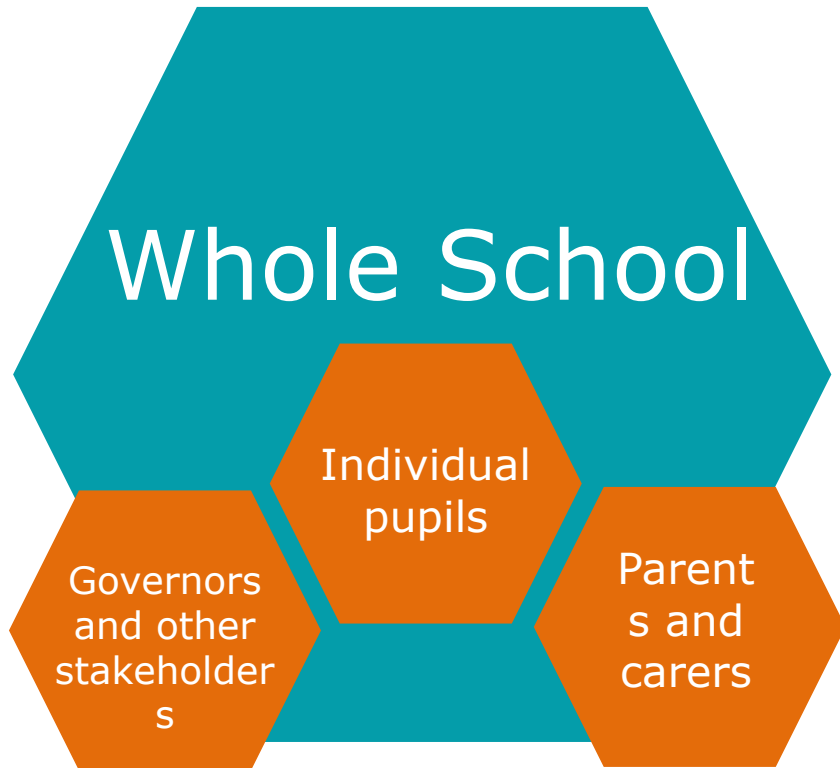 Whole School
Individual
pupils
Governors
and other
stakeholder
s
Parent
s and
carers